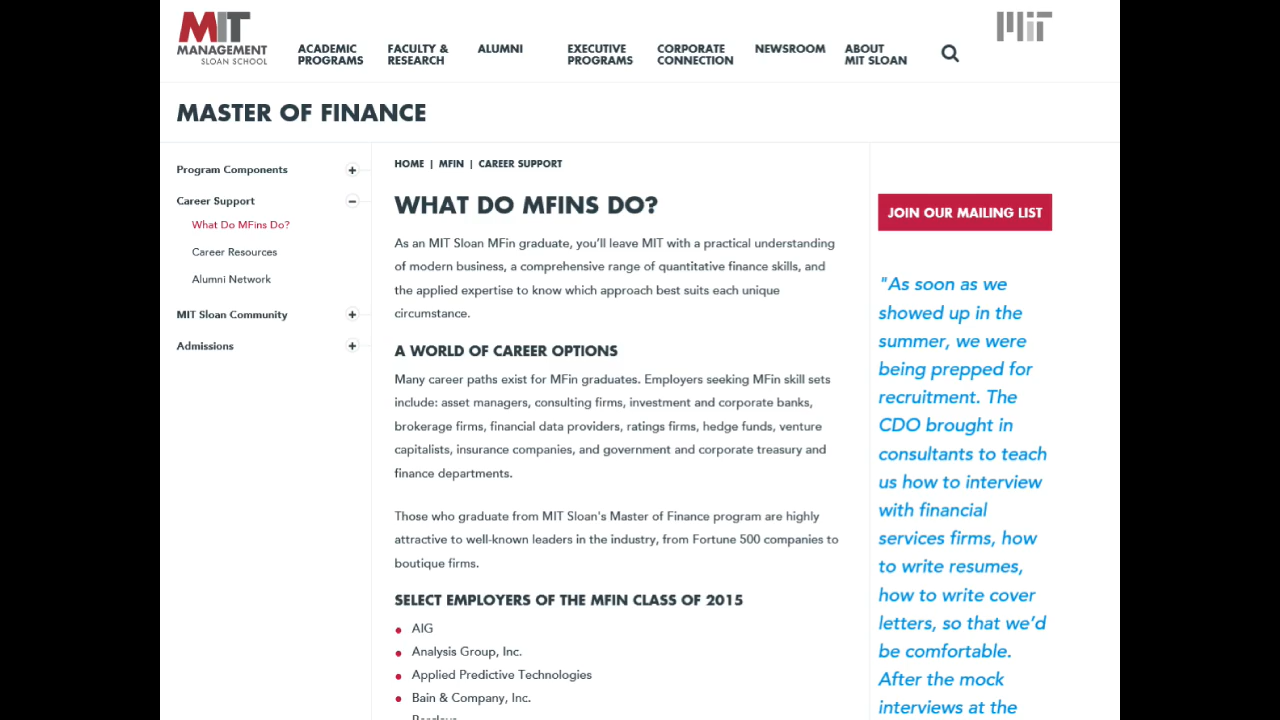 MIT
MANAGEMENT
SLOAN SCHOOL
ACADEMIC
PROGRAMS
FACULTY &
RESEARCH
ALUMNI
EXECUTIVE
PROGRAMS
CORPORATE
CONNECTION
NEWSROOM
ABOUT
MIT SLOAN
MASTER OF FINANCE
Program Components
Career Support
What Do MFins Do?
Career Resources
Alumni Network
MIT Sloan Community
Admissions
HOME | MFIN | CAREER SUPPORT
WHAT DO MFINS DO?
As an MIT Sloan MFin graduate, you’ll leave MIT with a practical understanding
of modern business, a comprehensive range of quantitative finance skills, and
the applied expertise to know which approach best suits each unique
circumstance.
A WORLD OF CAREER OPTIONS
Many career paths exist for MFin graduates. Employers seeking MFin skill sets
include: asset managers, consulting firms, investment and corporate banks,
brokerage firms, financial data providers, ratings firms, hedge funds, venture
capitalists, insurance companies, and government and corporate treasury and
finance departments.
Those who graduate from MIT Sloan's Master of Finance program are highly
attractive to well-known leaders in the industry, from Fortune 500 companies to
boutique firms.
SELECT EMPLOYERS OF THE MFIN CLASS OF 2015
AIG
Analysis Group, Inc.
Applied Predictive Technologies
Bain & Company, Inc.
JOIN OUR MAILING LIST
"As soon as we
showed up in the
summer, we were
being prepped for
recruitment. The
CDO brought in
consultants to teach
us how to interview
with financial
services firms, how
to write resumes,
how to write cover
letters, so that we’d
be comfortable.
After the mock
interviews at the